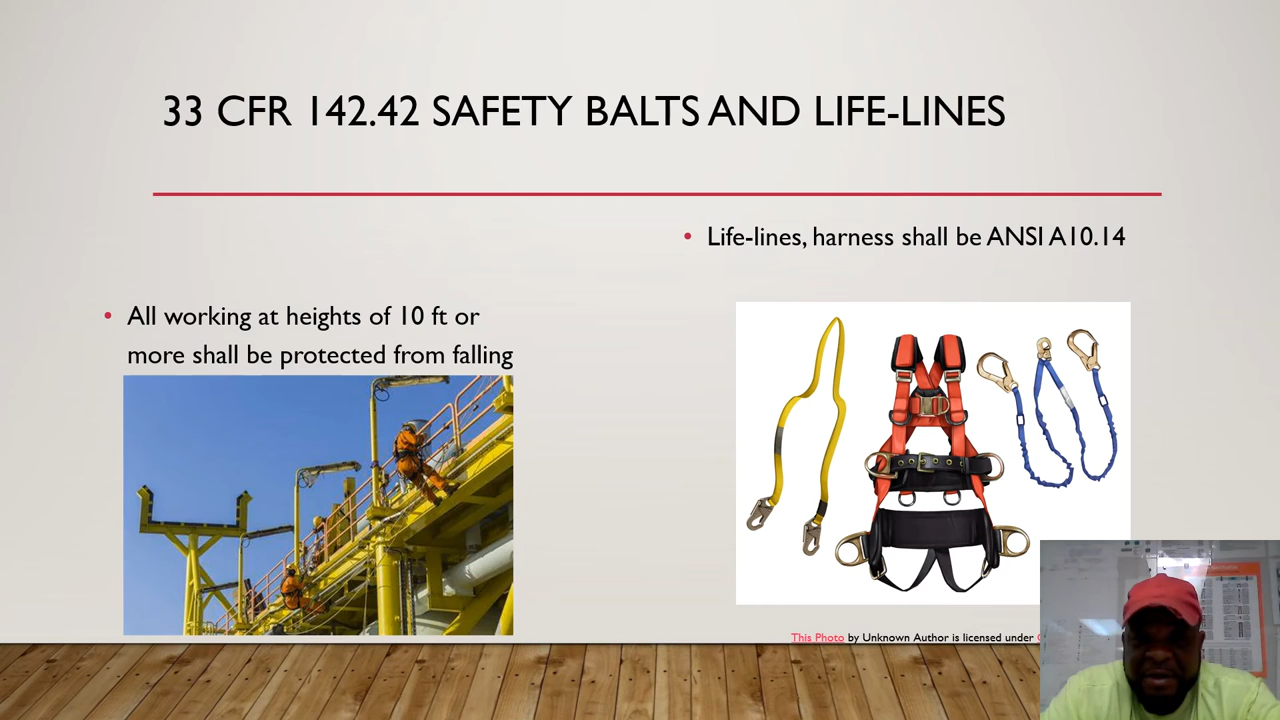 33 CFR 142.42 SAFETY BALTS AND LIFE-LINES
• Life-lines, harness shall be ANSI A10.14
• All working at heights of 10 ft or
more shall be protected from falling
This Photo by Unknown Author is licensed under